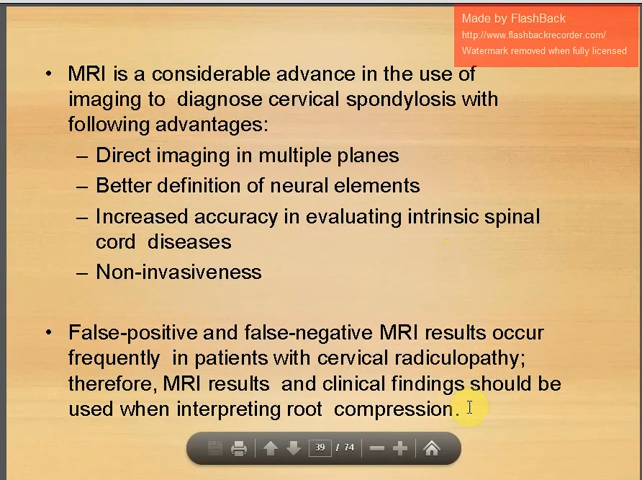 Made by FlashBack
http://www.flashbackrecorder.com/
Watermark removed when fully licensed
• MRI is a considerable advance in the use of
imaging to diagnose cervical spondylosis with
following advantages:
– Direct imaging in multiple planes
– Better definition of neural elements
– Increased accuracy in evaluating intrinsic spinal
cord diseases
– Non-invasiveness
• False-positive and false-negative MRI results occur
frequently in patients with cervical radiculopathy;
therefore, MRI results and clinical findings should be
used when interpreting root compression.
39 / 74